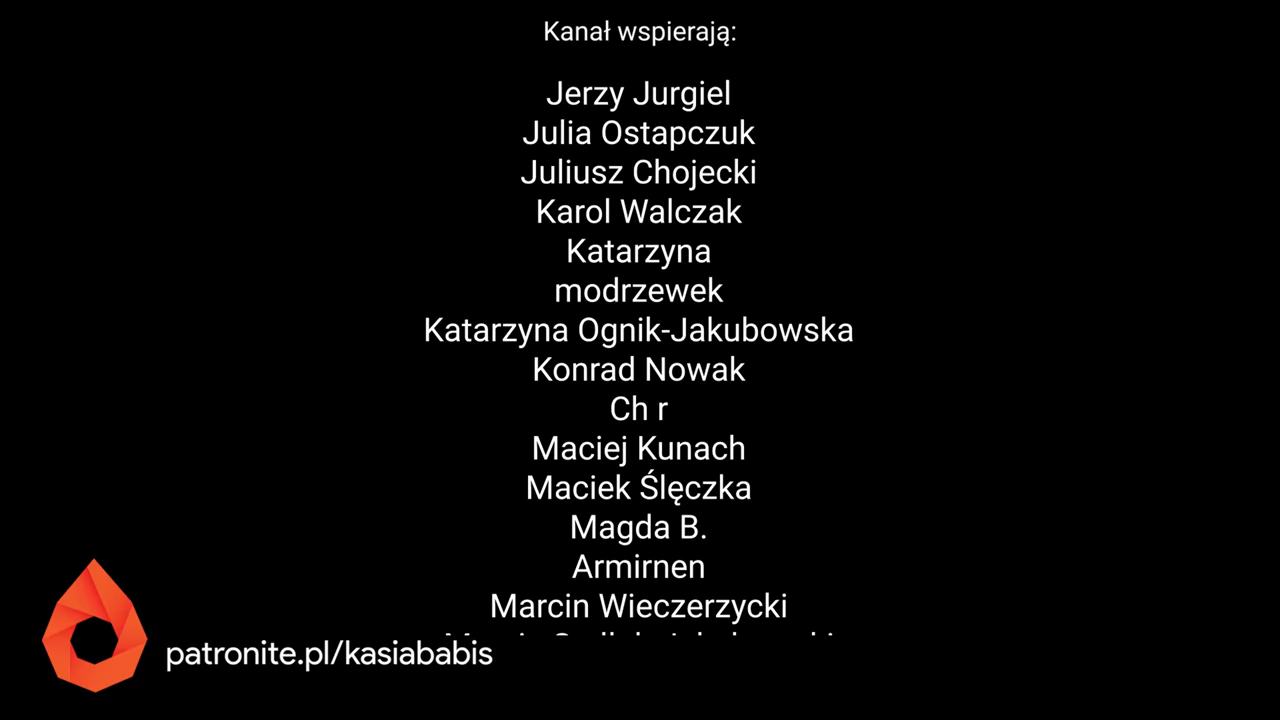 Kanał wspierają:
Jerzy Jurgiel
Julia Ostapczuk
Juliusz Chojecki
Karol Walczak
Katarzyna
modrzewek
Katarzyna Ognik-Jakubowska
Konrad Nowak
Ch r
Maciej Kunach
Maciek Ślęczka
Magda B.
Armirnen
Marcin Wieczerzycki
patronite.pl/kasiababis